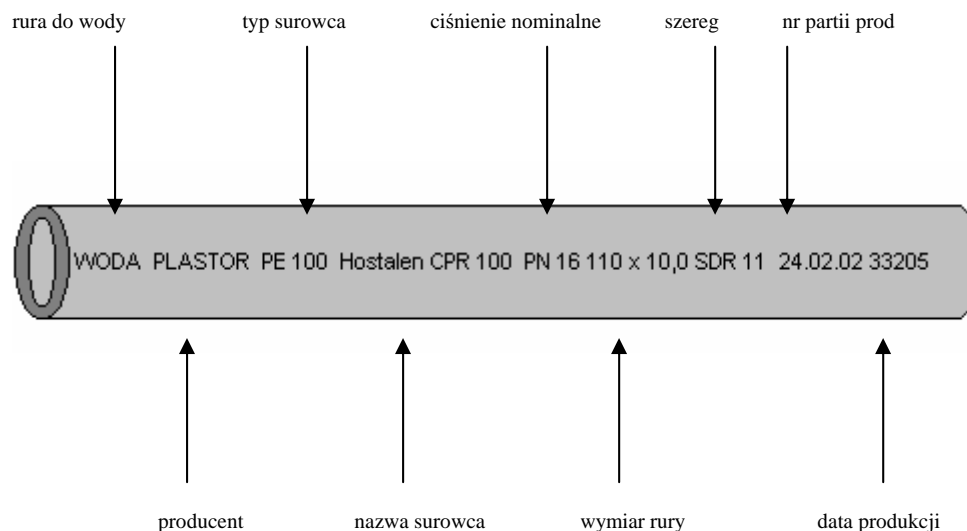 rura do wody typ surowca ciśnienie nominalne szereg nr partii prod
WODA PLASTOR PE 100 Hostalen CPR 100 PN 16 110 x 10,0 SDR 11 24.02.02 33205
producent nazwa surowca wymiar rury data produkcji